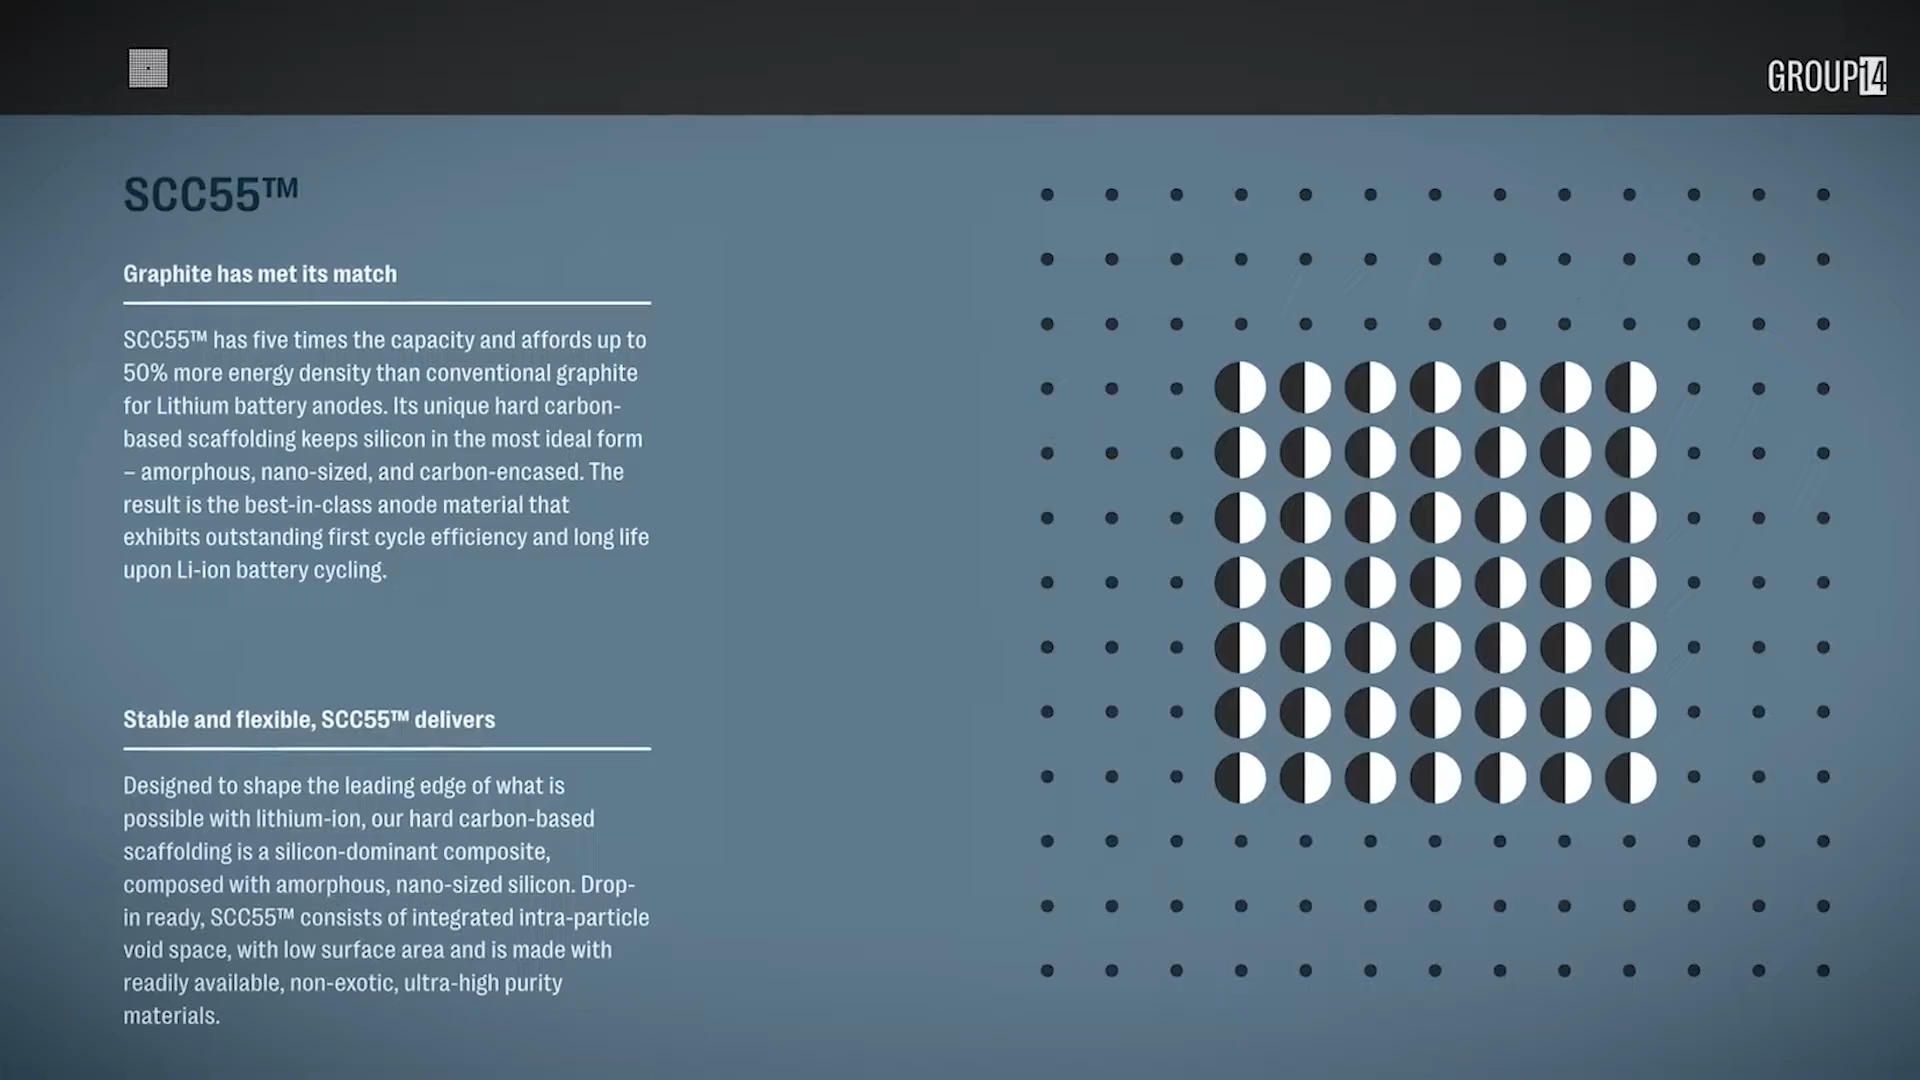 GROUP14
SCC55™
Graphite has met its match
SCC55™ has five times the capacity and affords up to
50% more energy density than conventional graphite
for Lithium battery anodes. Its unique hard carbon-
based scaffolding keeps silicon in the most ideal form
– amorphous, nano-sized, and carbon-encased. The
result is the best-in-class anode material that
exhibits outstanding first cycle efficiency and long life
upon Li-ion battery cycling.
Stable and flexible, SCC55™ delivers
Designed to shape the leading edge of what is
possible with lithium-ion, our hard carbon-based
scaffolding is a silicon-dominant composite,
composed with amorphous, nano-sized silicon. Drop-
in ready, SCC55™ consists of integrated intra-particle
void space, with low surface area and is made with
readily available, non-exotic, ultra-high purity
materials.